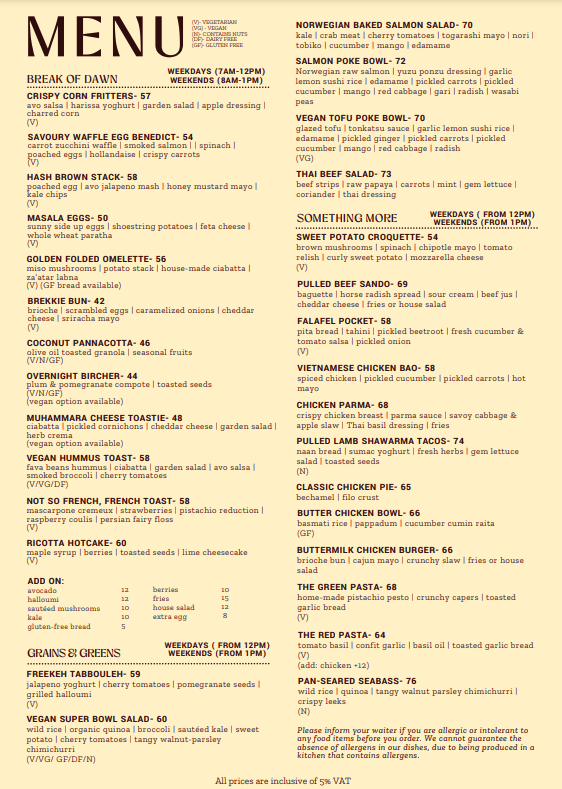 MENU
(V)- VEGETARIAN
(VG) - VEGAN
(N)- CONTAINS NUTS
(DF)- DAIRY FREE
(GF)- GLUTEN FREE
BREAK OF DAWN
WEEKDAYS (7AM-12PM)
WEEKENDS (8AM-1PM)
CRISPY CORN FRITTERS- 57
avo salsa | harissa yoghurt | garden salad | apple dressing |
charred corn
(V)
SAVOURY WAFFLE EGG BENEDICT- 54
carrot zucchini waffle | smoked salmon | | spinach |
poached eggs | hollandaise | crispy carrots
(V)
HASH BROWN STACK- 58
poached egg | avo jalapeno mash | honey mustard mayo |
kale chips
(V)
MASALA EGGS- 50
sunny side up eggs | shoestring potatoes | feta cheese |
whole wheat paratha
(V)
GOLDEN FOLDED OMELETTE- 56
miso mushrooms | potato stack | house-made ciabatta |
za'atar labna
(V) (GF bread available)
BREKKIE BUN- 42
brioche | scrambled eggs | caramelized onions | cheddar
cheese | sriracha mayo
(V)
COCONUT PANNACOTTA- 46
olive oil toasted granola | seasonal fruits
(V/N/GF)
OVERNIGHT BIRCHER- 44
plum & pomegranate compote | toasted seeds
(V/N/GF)
(vegan option available)
MUHAMMARA CHEESE TOASTIE- 48
ciabatta | pickled cornichons | cheddar cheese | garden salad |
herb crema
(vegan option available)
VEGAN HUMMUS TOAST- 58
fava beans hummus | ciabatta | garden salad | avo salsa |
smoked broccoli | cherry tomatoes
(V/VG/DF)
NOT SO FRENCH, FRENCH TOAST- 58
mascarpone cremeux | strawberries | pistachio reduction |
raspberry coulis | persian fairy floss
(V)
RICOTTA HOTCAKE- 60
maple syrup | berries | toasted seeds | lime cheesecake
(V)
ADD ON:
avocado 12 berries 10
halloumi 12 fries 15
sautéed mushrooms 10 house salad 12
kale 10 extra egg 8
gluten-free bread 5
GRAINS & GREENS
WEEKDAYS ( FROM 12PM)
WEEKENDS (FROM 1PM)
FREEKEH TABBOULEH- 59
jalapeno yoghurt | cherry tomatoes | pomegranate seeds |
grilled halloumi
(V)
VEGAN SUPER BOWL SALAD- 60
wild rice | organic quinoa | broccoli | sautéed kale | sweet
potato | cherry tomatoes | tangy walnut-parsley
chimichurri
(V/VG/ GF/DF/N)
NORWEGIAN BAKED SALMON SALAD- 70
kale | crab meat | cherry tomatoes | togarashi mayo | nori |
tobiko | cucumber | mango | edamame
SALMON POKE BOWL- 72
Norwegian raw salmon | yuzu ponzu dressing | garlic
lemon sushi rice | edamame | pickled carrots | pickled
cucumber | mango | red cabbage | gari | radish | wasabi
peas
VEGAN TOFU POKE BOWL- 70
glazed tofu | tonkatsu sauce | garlic lemon sushi rice |
edamame | pickled ginger | pickled carrots | pickled
cucumber | mango | red cabbage | radish
(VG)
THAI BEEF SALAD- 73
beef strips | raw papaya | carrots | mint | gem lettuce |
coriander | thai dressing
SOMETHING MORE
WEEKDAYS ( FROM 12PM)
WEEKENDS (FROM 1PM)
SWEET POTATO CROQUETTE- 54
brown mushrooms | spinach | chipotle mayo | tomato
relish | curly sweet potato | mozzarella cheese
(V)
PULLED BEEF SANDO- 69
baguette | horse radish spread | sour cream | beef jus |
cheddar cheese | fries or house salad
FALAFEL POCKET- 58
pita bread | tahini | pickled beetroot | fresh cucumber &
tomato salsa | pickled onion
(V)
VIETNAMESE CHICKEN BAO- 58
spiced chicken | pickled cucumber | pickled carrots | hot
mayo
CHICKEN PARMA- 68
crispy chicken breast | parma sauce | savoy cabbage &
apple slaw | Thai basil dressing | fries
PULLED LAMB SHAWARMA TACOS- 74
naan bread | sumac yoghurt | fresh herbs | gem lettuce
salad | toasted seeds
(N)
CLASSIC CHICKEN PIE- 65
bechamel | filo crust
BUTTER CHICKEN BOWL- 66
basmati rice | pappadum | cucumber cumin raita
(GF)
BUTTERMILK CHICKEN BURGER- 66
brioche bun | cajun mayo | crunchy slaw | fries or house
salad
THE GREEN PASTA- 68
home-made pistachio pesto | crunchy capers | toasted
garlic bread
(V)
THE RED PASTA- 64
tomato basil | confit garlic | basil oil | toasted garlic bread
(V)
(add: chicken +12)
PAN-SEARED SEABASS- 76
wild rice | quinoa | tangy walnut parsley chimichurri |
crispy leeks
(N)
Please inform your waiter if you are allergic or intolerant to
any food items before you order. We cannot guarantee the
absence of allergens in our dishes, due to being produced in a
kitchen that contains allergens.
All prices are inclusive of 5% VAT